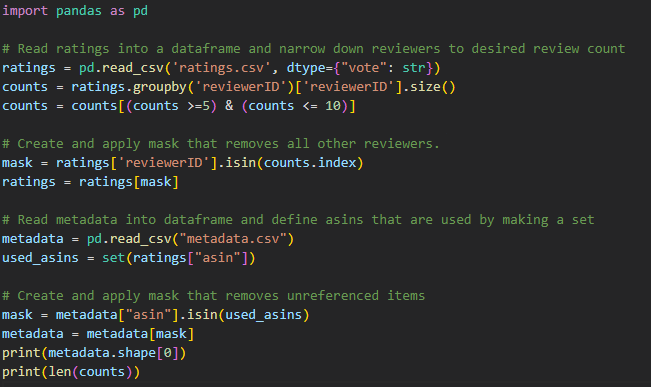 import pandas as pd
# Read ratings into a dataframe and narrow down reviewers to desired review count
ratings = pd.read_csv('ratings.csv', dtype={"vote": str})
counts = ratings.groupby('reviewerID')['reviewerID'].size()
counts = counts[(counts >=5) & (counts <= 10)]
# Create and apply mask that removes all other reviewers.
mask = ratings['reviewerID'].isin(counts.index)
ratings = ratings[mask]
# Read metadata into dataframe and define asins that are used by making a set
metadata = pd.read_csv("metadata.csv")
used_asins = set(ratings["asin"])
# Create and apply mask that removes unreferenced items
mask = metadata["asin"].isin(used_asins)
metadata = metadata[mask]
print(metadata.shape[0])
print(len(counts))